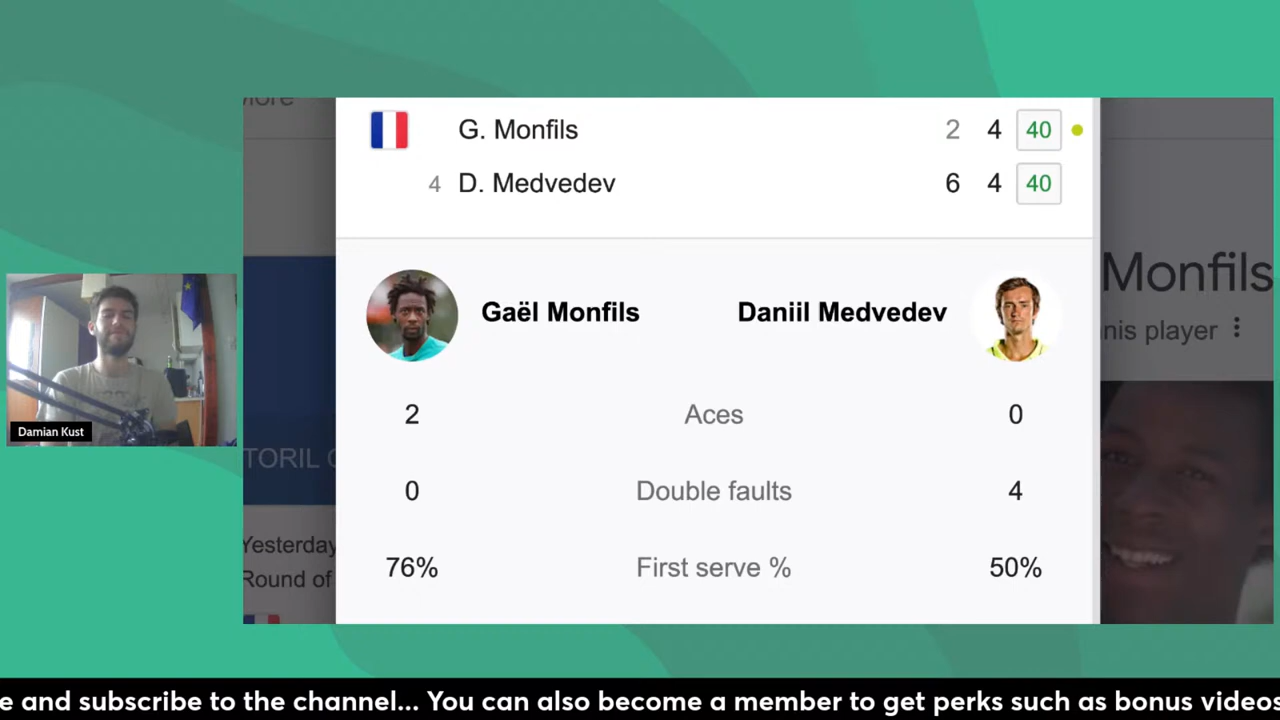 More
G. Monfils 2 4 40
4 D. Medvedev 6 4 40
Gaël Monfils Daniil Medvedev
Monfils
nis player
2 Aces 0
Damian Kust
TORIL
0 Double faults 4
Yesterday
76% First serve % 50%
Round of
e and subscribe to the channel... You can also become a member to get perks such as bonus videos